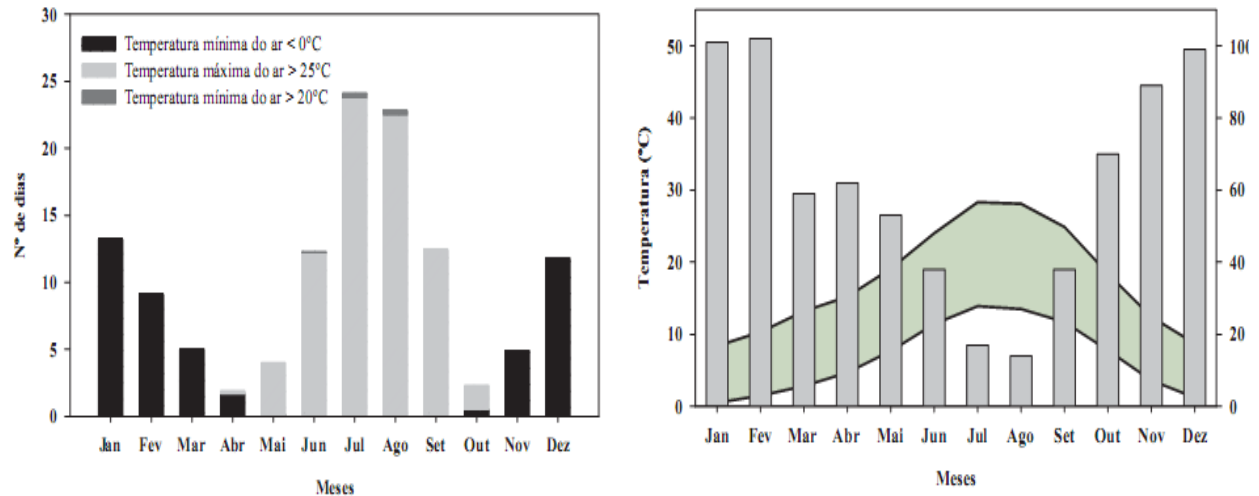 30
25
20
15
10
5
0
Nº de dias
Temperatura mínima do ar < 0ºC
Temperatura máxima do ar > 25ºC
Temperatura mínima do ar > 20ºC
Jan Fev Mar Abr Mai Jun Jul Ago Set Out Nov Dez
Meses
50
40
30
20
10
0
Temperatura (ºC)
100
80
60
40
20
0
Jan Fev Mar Abr Mai Jun Jul Ago Set Out Nov Dez
Meses